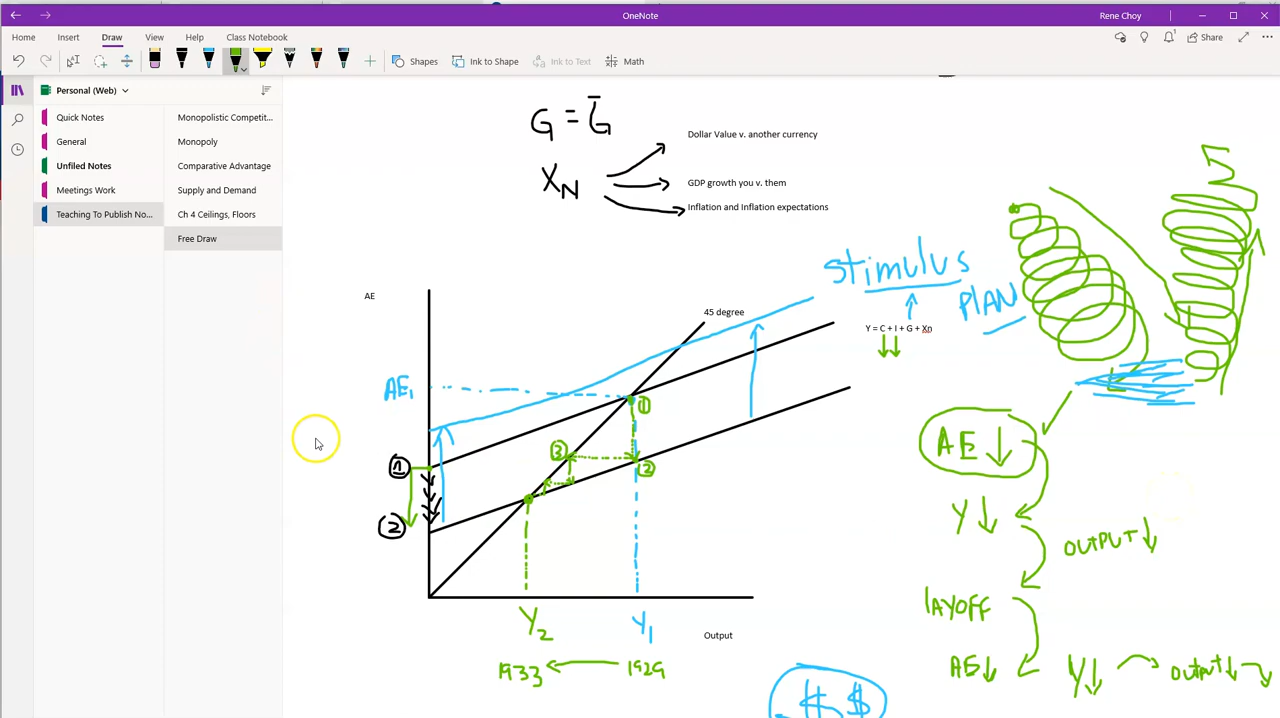 OneNote
Rene Choy
Home Insert Draw View Help Class Notebook
Share
Shapes Ink to Shape Ink to Text Math
Personal (Web)
Quick Notes
General
Unfiled Notes
Meetings Work
Teaching To Publish No...
Monopolistic Competit...
Monopoly
Comparative Advantage
Supply and Demand
Ch 4 Ceilings, Floors
Free Draw
G = G̅
XN
Dollar Value v. another currency
GDP growth you v. them
Inflation and Inflation expectations
Stimulus
PlAN
AE
45 degree
Y = C + I + G + Xn
AE1
1
2
1
2
3
Y2
Y1
Output
1933 ← 1929
AE ↓
Y ↓
OUTPUT ↓
lAYOFF
AE↓
Y↓
OUTPUT↓
$ $